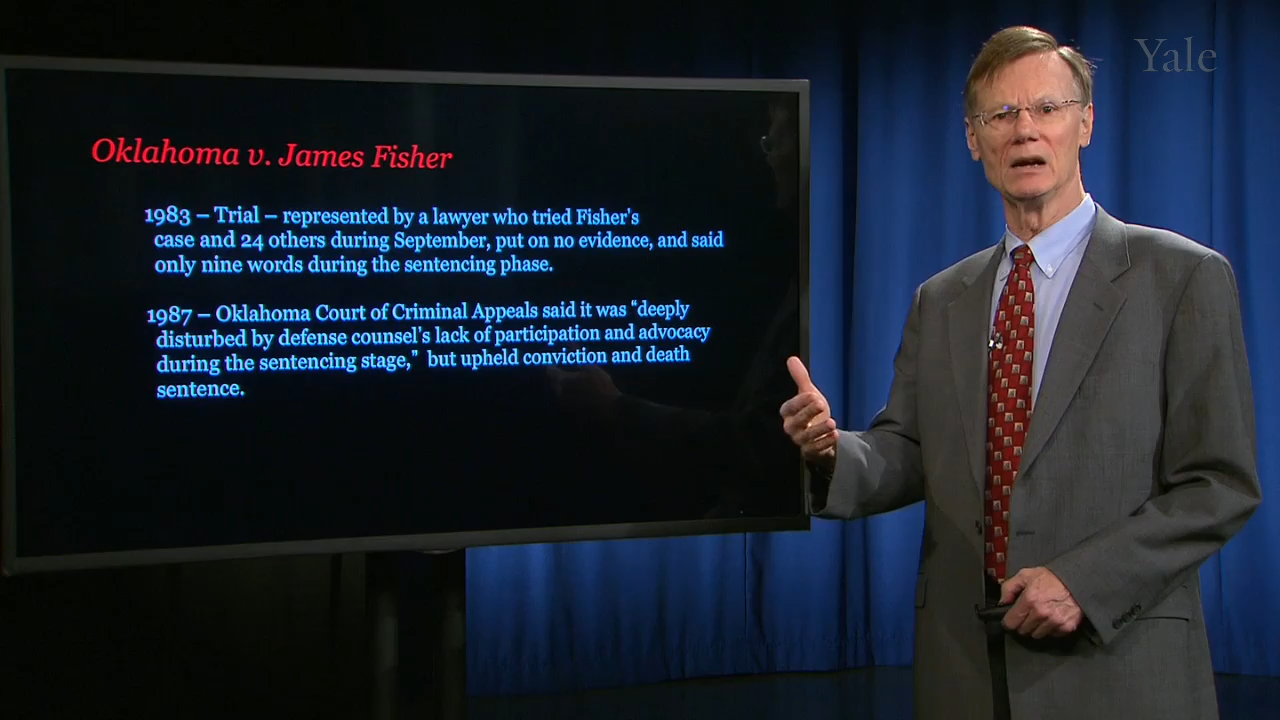 Yale
Oklahoma v. James Fisher
1983 – Trial – represented by a lawyer who tried Fisher's
case and 24 others during September, put on no evidence, and said
only nine words during the sentencing phase.
1987 – Oklahoma Court of Criminal Appeals said it was “deeply
disturbed by defense counsel's lack of participation and advocacy
during the sentencing stage,” but upheld conviction and death
sentence.